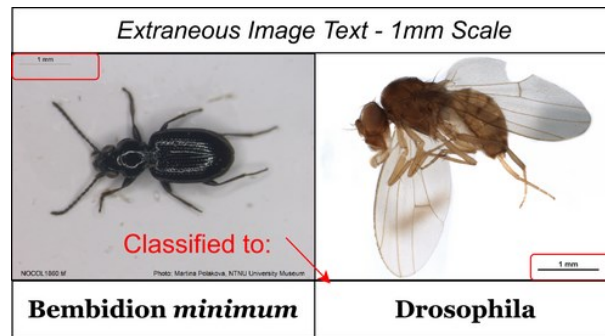 Extraneous Image Text - 1mm Scale
1 mm
Classified to:
NOCOL1860 tif
Photo: Martina Polakova, NTNU University Museum
1 mm
Bembidion minimum
Drosophila